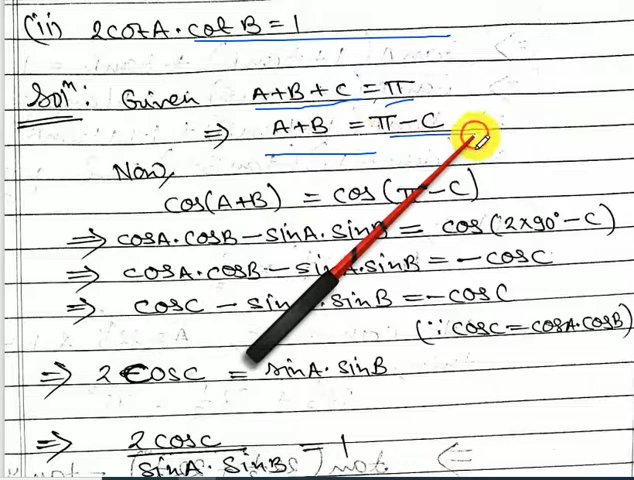 (ii) 2cotA·cotB = 1
Solⁿ: Given A+B+C = π
⇒ A+B = π-C
Now,
cos(A+B) = cos(π-C)
⇒ cosA·cosB - sinA·sinB = cos(2×90°-C)
⇒ cosA·cosB - sinA·sinB = -cosC
⇒ cosC - sinA·sinB = -cosC
(∵ cosC = cosA·cosB)
⇒ 2cosC = sinA·sinB
⇒ 2cosC / sinA·sinB = 1